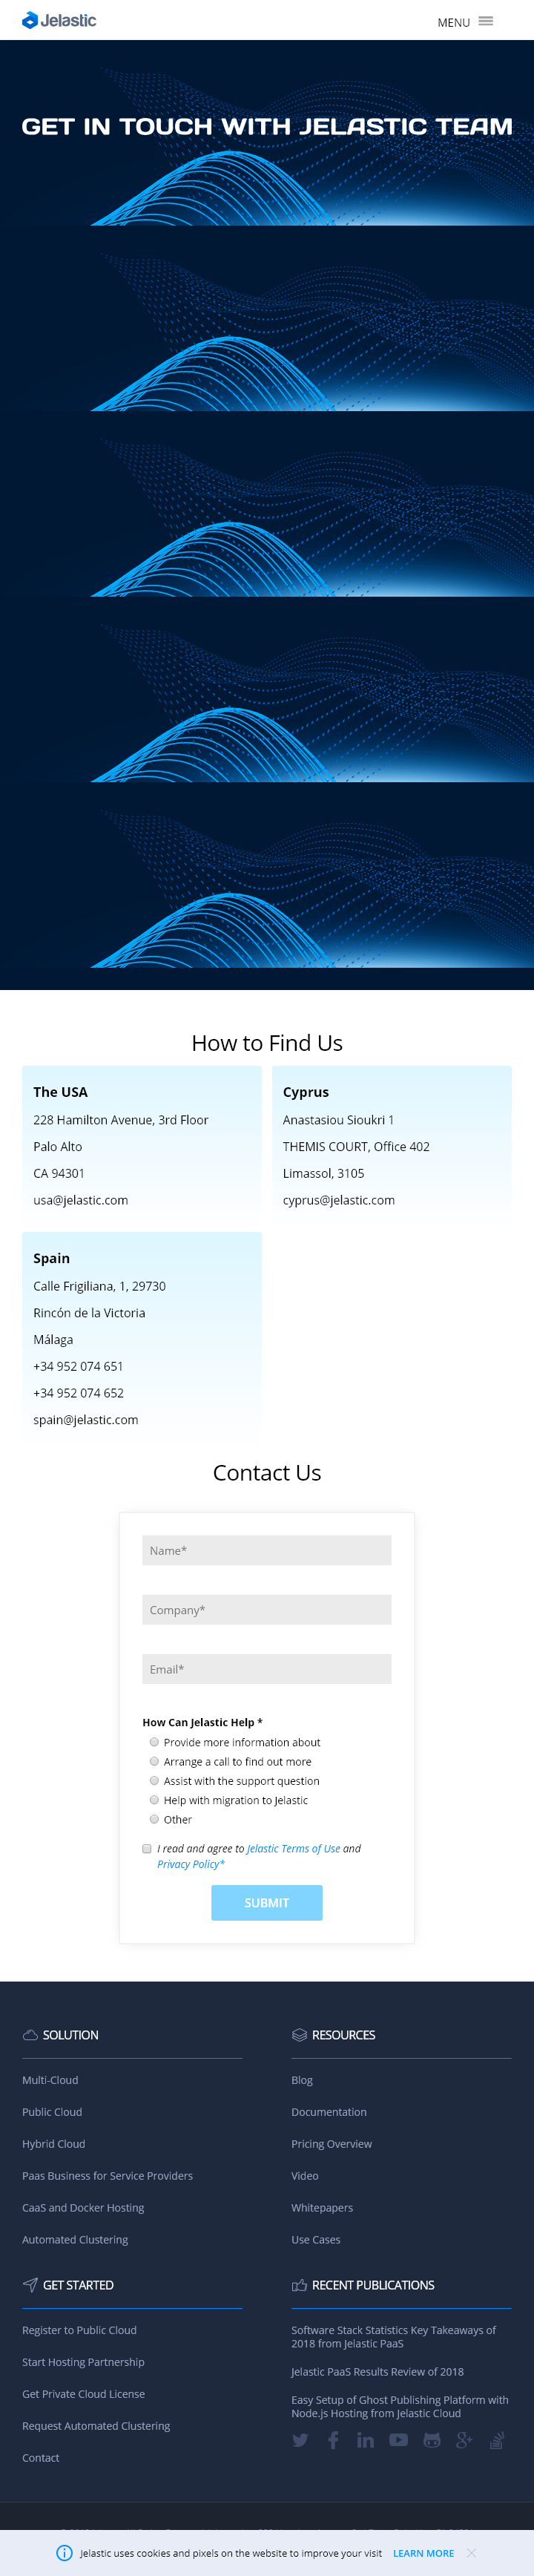 Jelastic
MENU
GET IN TOUCH WITH JELASTIC TEAM
How to Find Us
The USA
228 Hamilton Avenue, 3rd Floor
Palo Alto
CA 94301
usa@jelastic.com
Cyprus
Anastasiou Sioukri 1
THEMIS COURT, Office 402
Limassol, 3105
cyprus@jelastic.com
Spain
Calle Frigiliana, 1, 29730
Rincón de la Victoria
Málaga
+34 952 074 651
+34 952 074 652
spain@jelastic.com
Contact Us
Name*
Company*
Email*
How Can Jelastic Help *
Provide more information about
Arrange a call to find out more
Assist with the support question
Help with migration to Jelastic
Other
I read and agree to Jelastic Terms of Use and
Privacy Policy*
SUBMIT
SOLUTION
Multi-Cloud
Public Cloud
Hybrid Cloud
Paas Business for Service Providers
CaaS and Docker Hosting
Automated Clustering
RESOURCES
Blog
Documentation
Pricing Overview
Video
Whitepapers
Use Cases
GET STARTED
Register to Public Cloud
Start Hosting Partnership
Get Private Cloud License
Request Automated Clustering
Contact
RECENT PUBLICATIONS
Software Stack Statistics Key Takeaways of
2018 from Jelastic PaaS
Jelastic PaaS Results Review of 2018
Easy Setup of Ghost Publishing Platform with
Node.js Hosting from Jelastic Cloud
Jelastic uses cookies and pixels on the website to improve your visit LEARN MORE